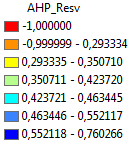 AHP_Resv
-1,000000
-0,999999 - 0,293334
0,293335 - 0,350710
0,350711 - 0,423720
0,423721 - 0,463445
0,463446 - 0,552117
0,552118 - 0,760266